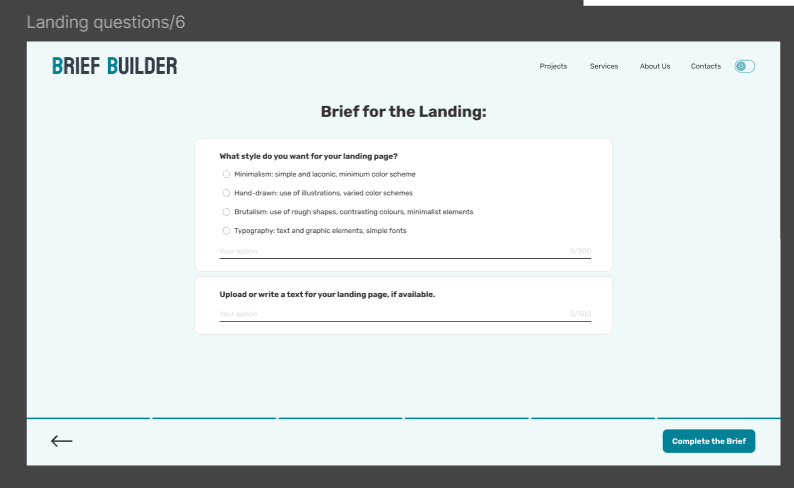 Landing questions/6
BRIEF BUILDER
Projects Services About Us Contacts
Brief for the Landing:
What style do you want for your landing page?
Minimalism: simple and laconic, minimum color scheme
Hand-drawn: use of illustrations, varied color schemes
Brutalism: use of rough shapes, contrasting colours, minimalist elements
Typography: text and graphic elements, simple fonts
Your option 0/300
Upload or write a text for your landing page, if available.
Your option 0/300
Complete the Brief